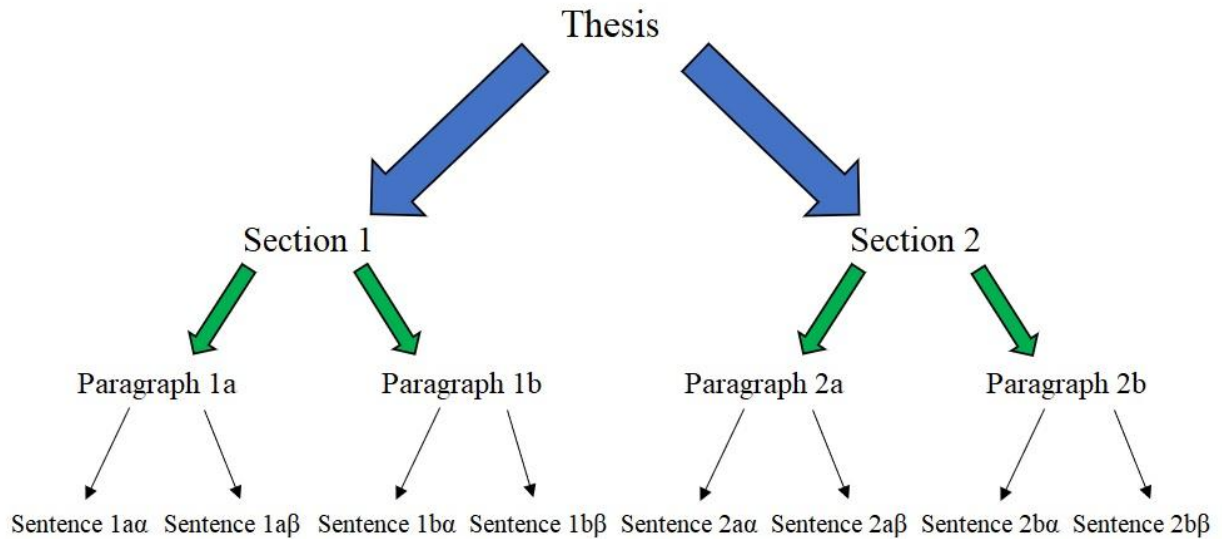 Thesis
Section 1 Section 2
Paragraph 1a Paragraph 1b Paragraph 2a Paragraph 2b
Sentence 1aα Sentence 1aβ Sentence 1bα Sentence 1bβ Sentence 2aα Sentence 2aβ Sentence 2bα Sentence 2bβ